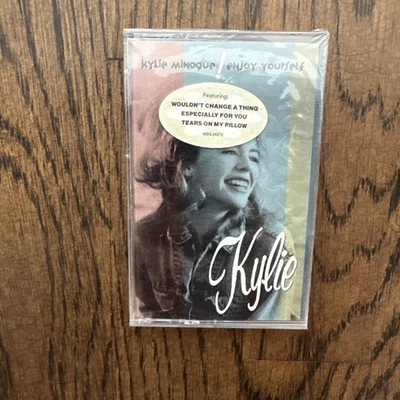 Kylie Minogue / enjoy yourself
Featuring:
WOULDN'T CHANGE A THING
ESPECIALLY FOR YOU
TEARS ON MY PILLOW
Kylie